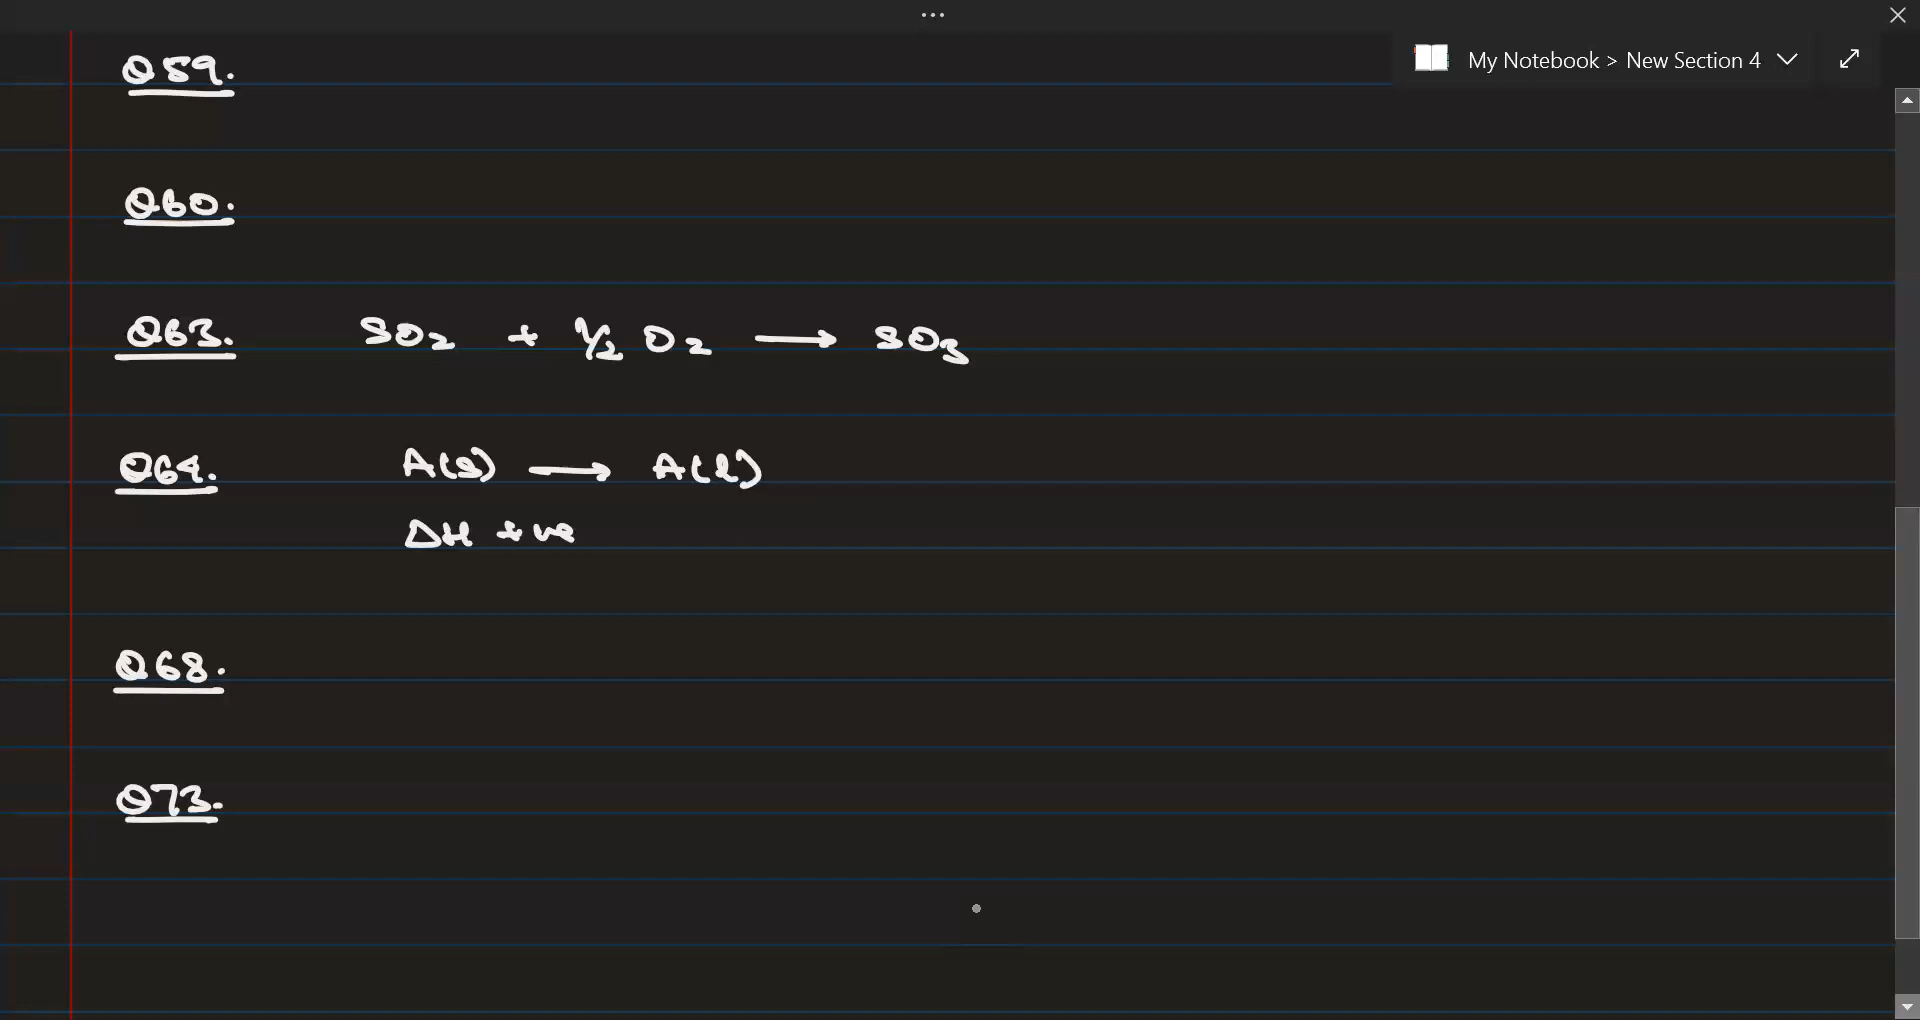 ...
My Notebook > New Section 4
Q59.
Q60.
Q63. SO₂ + 1/2 O₂ → SO₃
Q64. A(s) → A(l)
ΔH +ve
Q68.
Q73.